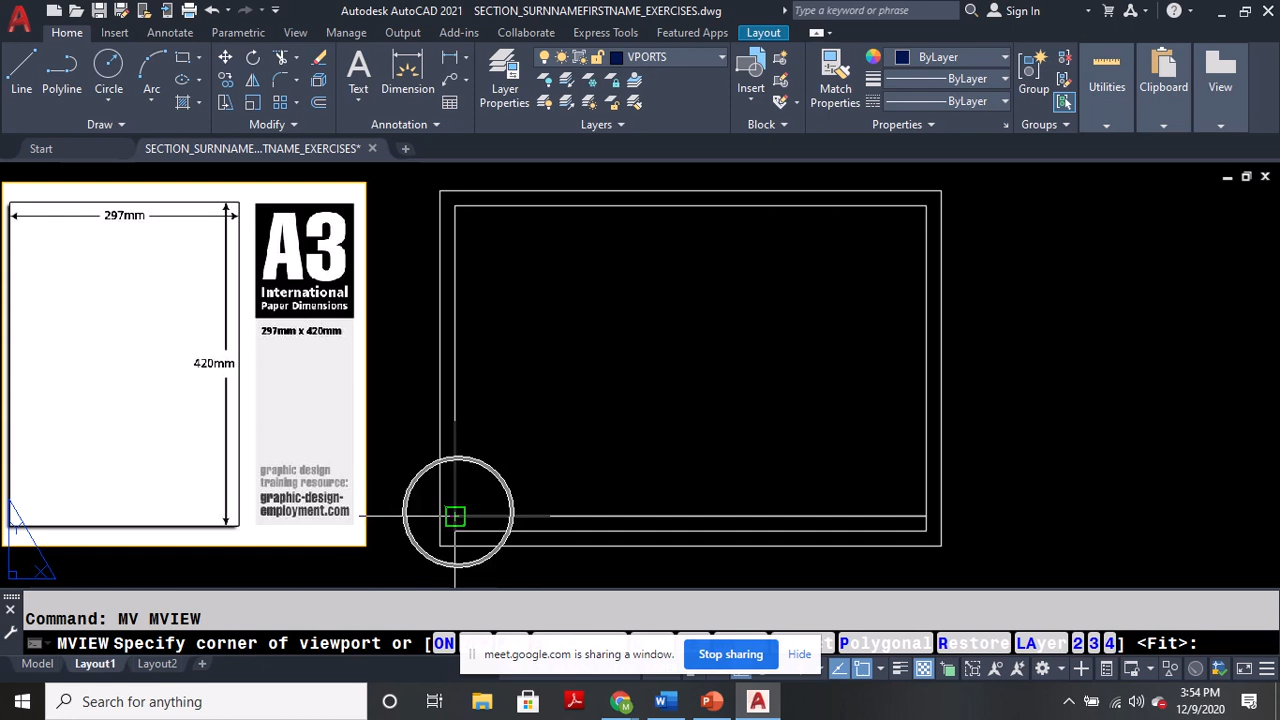 Autodesk AutoCAD 2021 SECTION_SURNNAMEFIRSTNAME_EXERCISES.dwg
Type a keyword or phrase
Sign In
Home Insert Annotate Parametric View Manage Output Add-ins Collaborate Express Tools Featured Apps Layout
VPORTS
ByLayer
ByLayer
ByLayer
Line Polyline Circle Arc
Text Dimension
Layer Properties
Insert
Match Properties
Group
Utilities
Clipboard
View
Draw Modify Annotation Layers Block Properties Groups
Start SECTION_SURNNAME...TNAME_EXERCISES*
297mm
420mm
A3
International
Paper Dimensions
297mm x 420mm
graphic design
training resource:
graphic-design-
employment.com
Command: MV MVIEW
MVIEW Specify corner of viewport or [ON Polygonal Restore LAyer 2 3 4] <Fit>:
meet.google.com is sharing a window. Stop sharing Hide
Model Layout1 Layout2 +
Type here to search
3:54 PM
12/9/2020